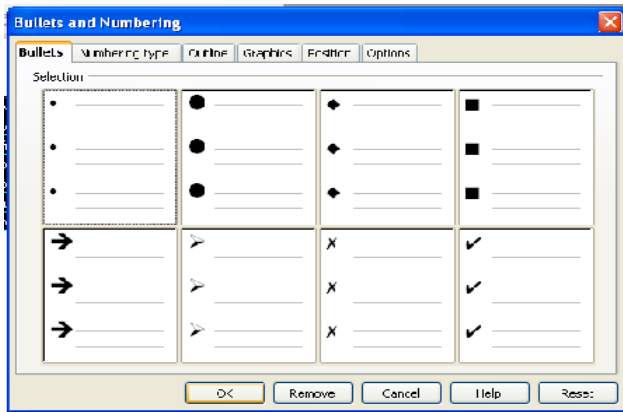 Bullets and Numbering
Bullets Numbering type Outline Graphics Position Options
Selection
OK Remove Cancel Help Reset